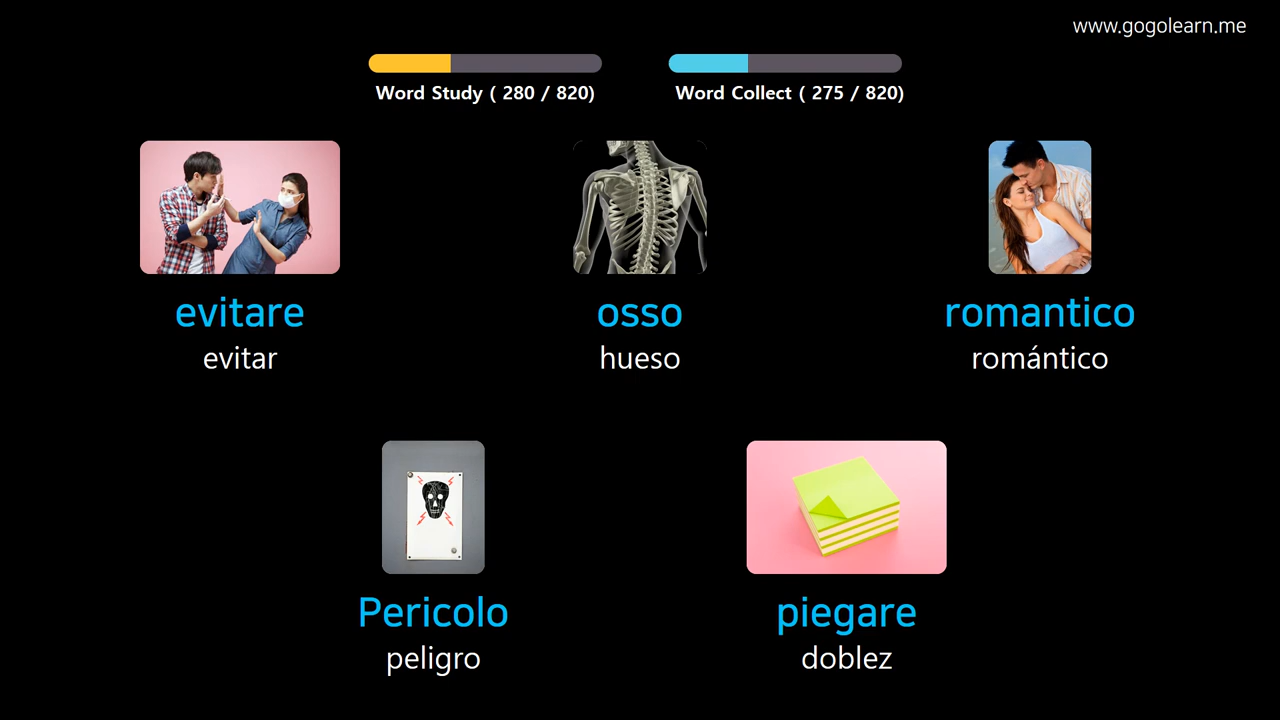 www.gogolearn.me
Word Study ( 280 / 820)
Word Collect ( 275 / 820)
evitare
evitar
osso
hueso
romantico
romántico
Pericolo
peligro
piegare
doblez